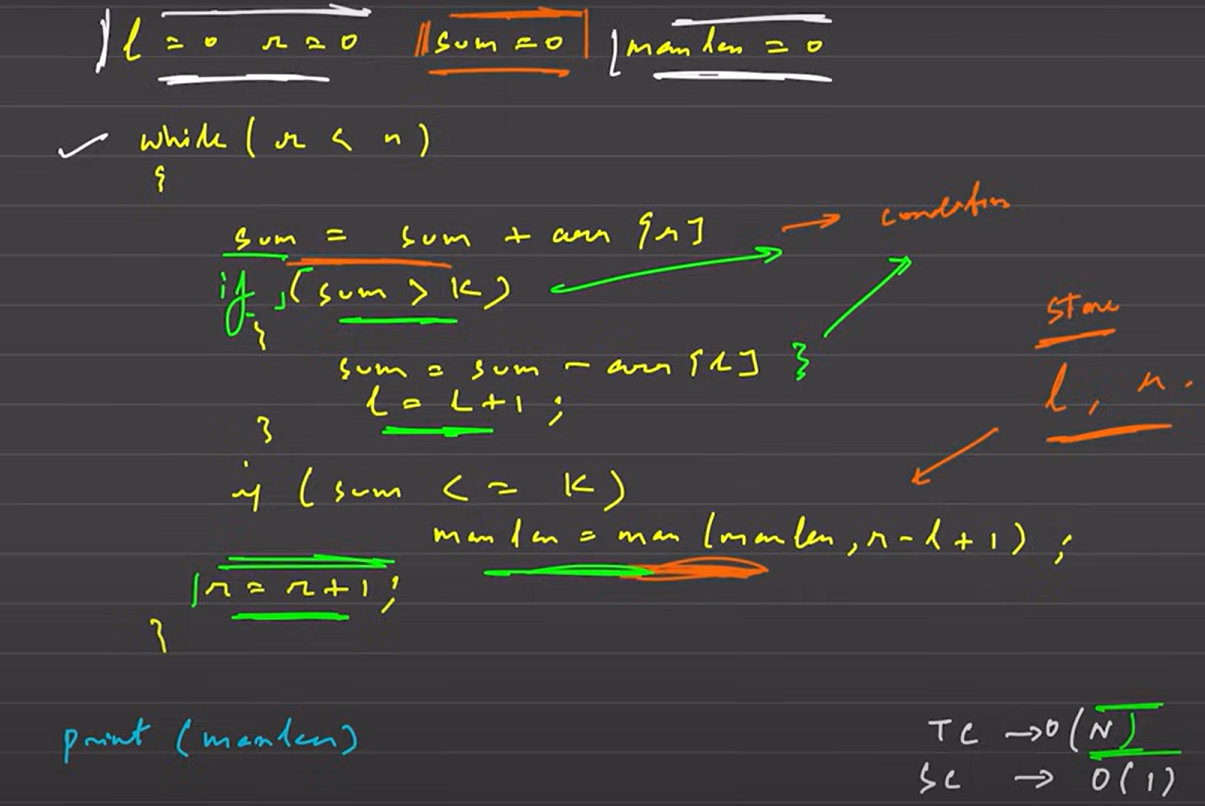 l = 0 r = 0 sum = 0 maxlen = 0
while ( r < n )
{
sum = sum + arr [r] → condition
if (sum > K)
{
store
sum = sum - arr [l] }
l = L + 1 ;
l, r.
}
if ( sum <= K )
maxlen = max (maxlen, r - l + 1) ;
r = r + 1 ;
}
print (maxlen)
TC → O(N)
SC → O(1)